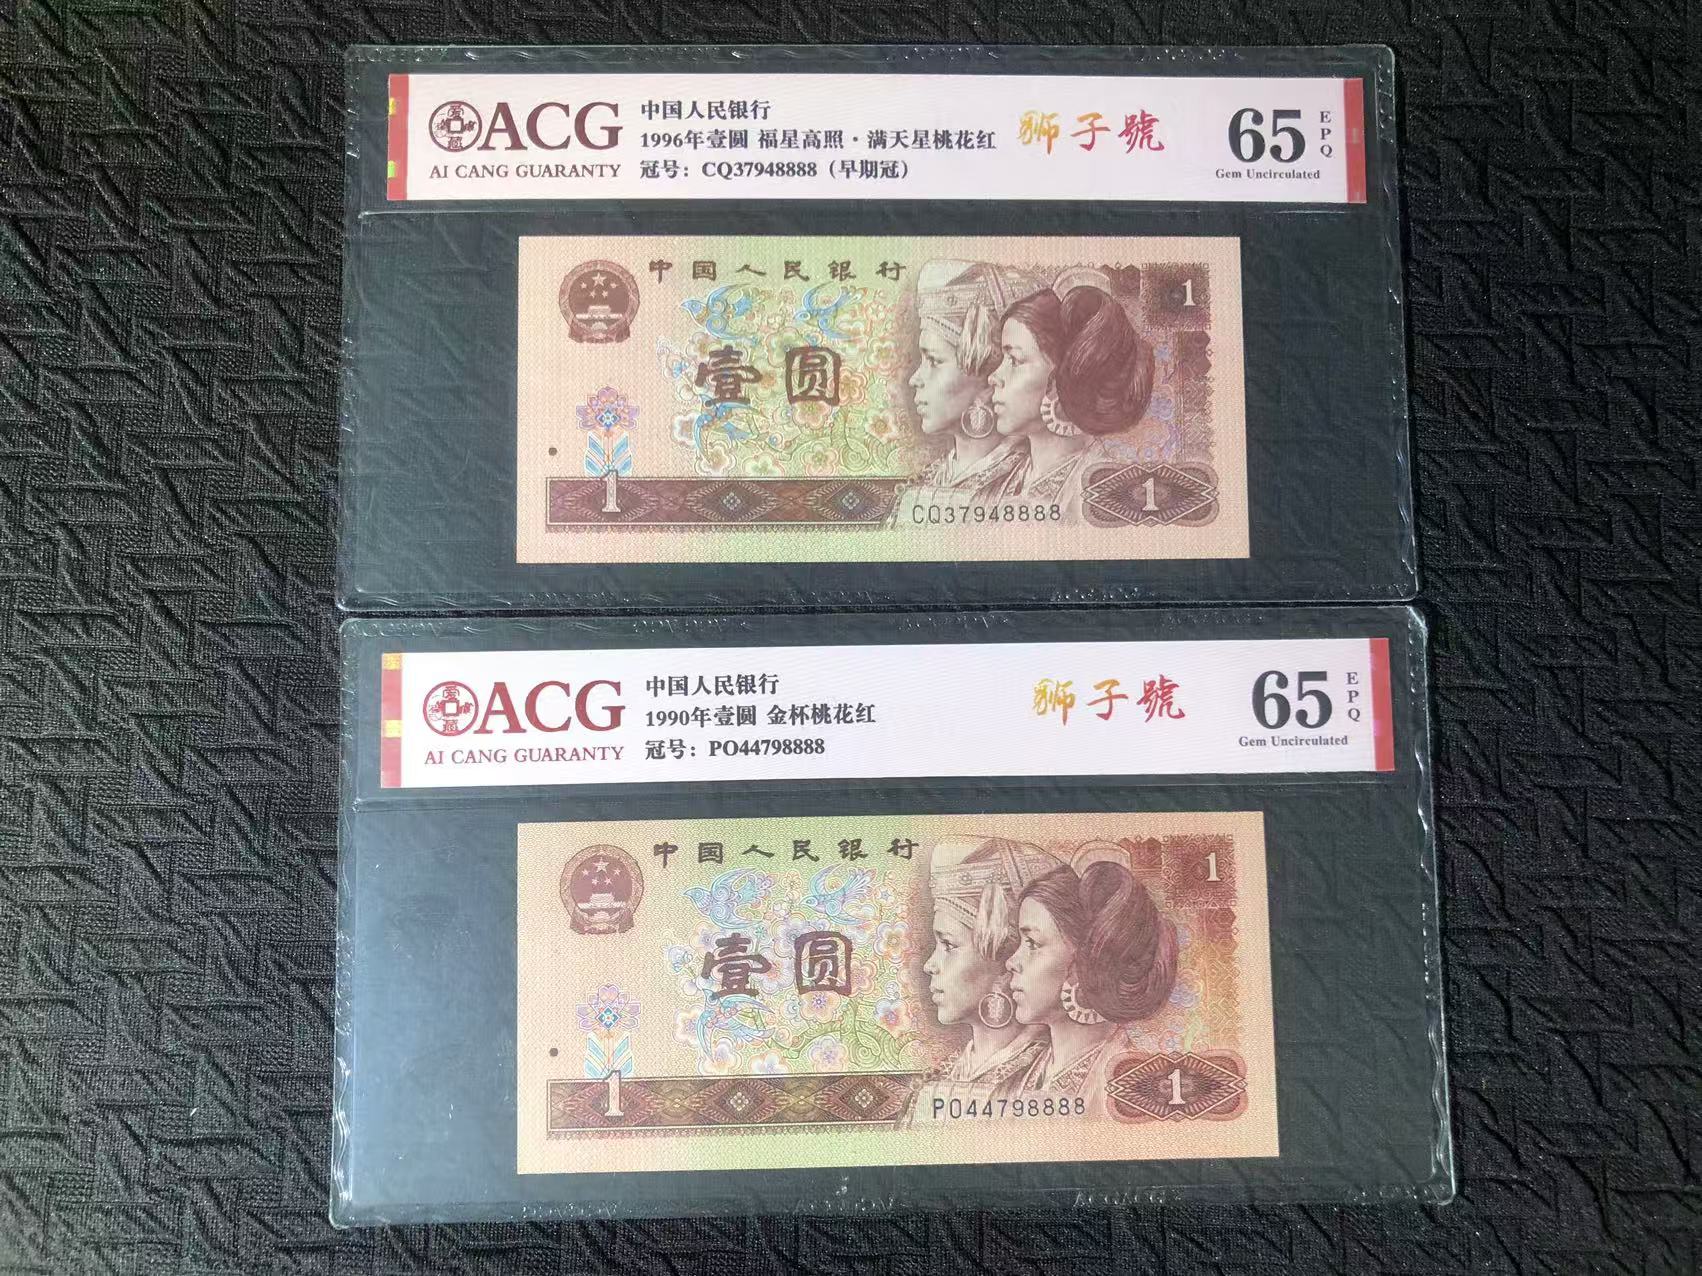 ACG
AI CANG GUARANTY
中国人民银行
1996年壹圆 福星高照·满天星桃花红
冠号：CQ37948888（早期冠）
狮子號
65
EPQ
Gem Uncirculated
中国人民银行
1
壹圆
1
CQ37948888
1
ACG
AI CANG GUARANTY
中国人民银行
1990年壹圆 金杯桃花红
冠号：PO44798888
狮子號
65
EPQ
Gem Uncirculated
中国人民银行
1
壹圆
1
PO44798888
1